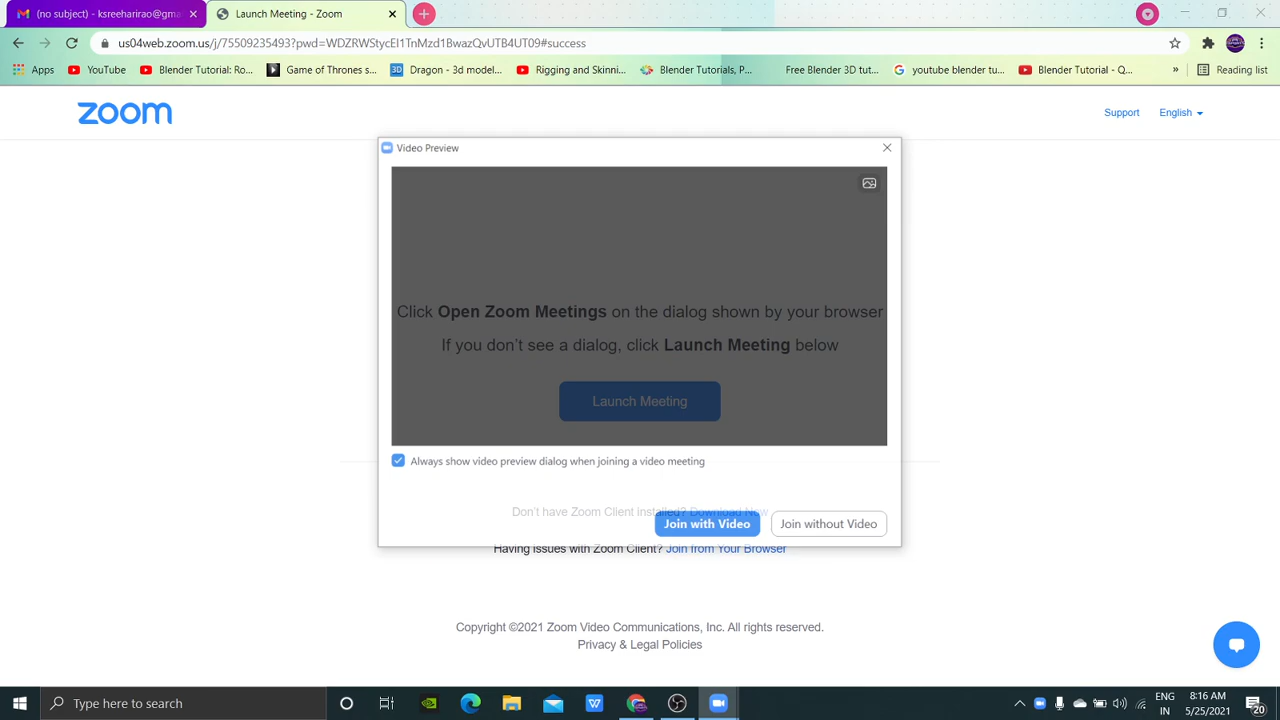 (no subject) - ksreeharirao@gma
Launch Meeting - Zoom
us04web.zoom.us/j/75509235493?pwd=WDZRWStycEI1TnMzd1BwazQvUTB4UT09#success
Apps
YouTube
Blender Tutorial: Ro...
Game of Thrones s...
Dragon - 3d model...
Rigging and Skinni...
Blender Tutorials, P...
Free Blender 3D tut...
youtube blender tu...
Blender Tutorial - Q...
»
Reading list
zoom
Support
English
Video Preview
Click Open Zoom Meetings on the dialog shown by your browser
If you don't see a dialog, click Launch Meeting below
Launch Meeting
Always show video preview dialog when joining a video meeting
Don't have Zoom Client installed? Download Now
Join with Video
Join without Video
Having issues with Zoom Client? Join from Your Browser
Copyright ©2021 Zoom Video Communications, Inc. All rights reserved.
Privacy & Legal Policies
Type here to search
ENG
IN
8:16 AM
5/25/2021
20